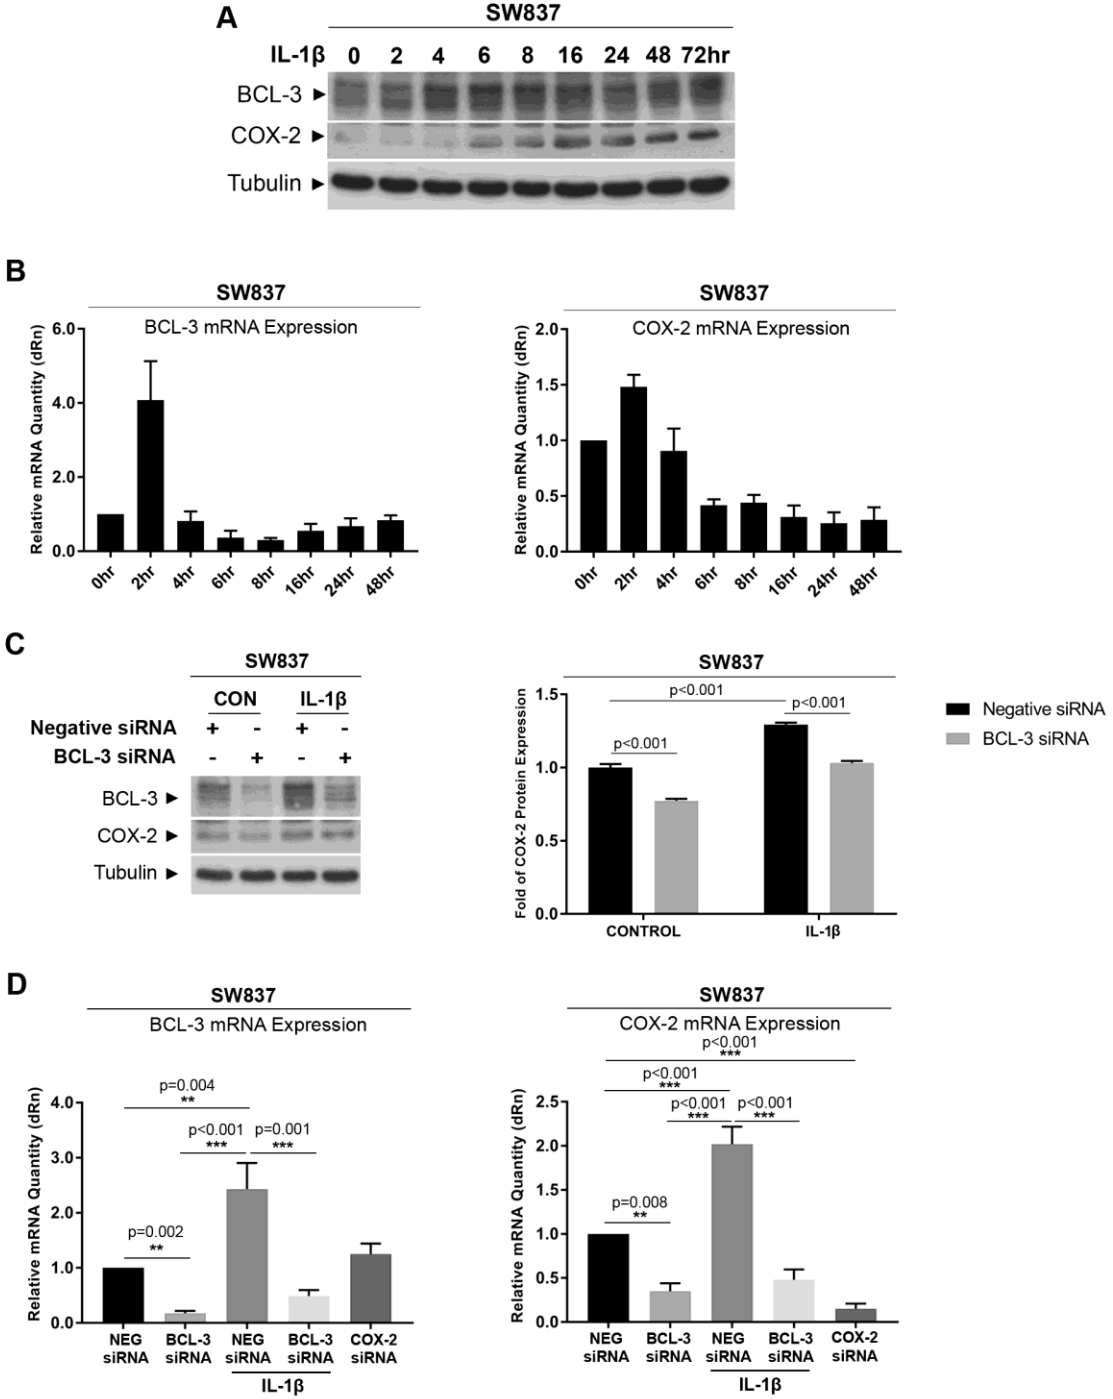 A
SW837
IL-1β 0 2 4 6 8 16 24 48 72hr
BCL-3 ►
COX-2 ►
Tubulin ►
B
SW837
BCL-3 mRNA Expression
Relative mRNA Quantity (dRn)
6.0
4.0
2.0
0.0
0hr 2hr 4hr 6hr 8hr 16hr 24hr 48hr
SW837
COX-2 mRNA Expression
Relative mRNA Quantity (dRn)
2.0
1.5
1.0
0.5
0.0
0hr 2hr 4hr 6hr 8hr 16hr 24hr 48hr
C
SW837
CON IL-1β
Negative siRNA + - + -
BCL-3 siRNA - + - +
BCL-3 ►
COX-2 ►
Tubulin ►
SW837
Fold of COX-2 Protein Expression
1.5
1.0
0.5
0.0
p<0.001
p<0.001
p<0.001
CONTROL IL-1β
Negative siRNA
BCL-3 siRNA
D
SW837
BCL-3 mRNA Expression
Relative mRNA Quantity (dRn)
4.0
3.0
2.0
1.0
0.0
p=0.004
**
p<0.001 p=0.001
*** ***
p=0.002
**
NEG BCL-3 NEG BCL-3 COX-2
siRNA siRNA siRNA siRNA siRNA
IL-1β
SW837
COX-2 mRNA Expression
Relative mRNA Quantity (dRn)
2.5
2.0
1.5
1.0
0.5
0.0
p<0.001
***
p<0.001
***
p<0.001 p<0.001
*** ***
p=0.008
**
NEG BCL-3 NEG BCL-3 COX-2
siRNA siRNA siRNA siRNA siRNA
IL-1β